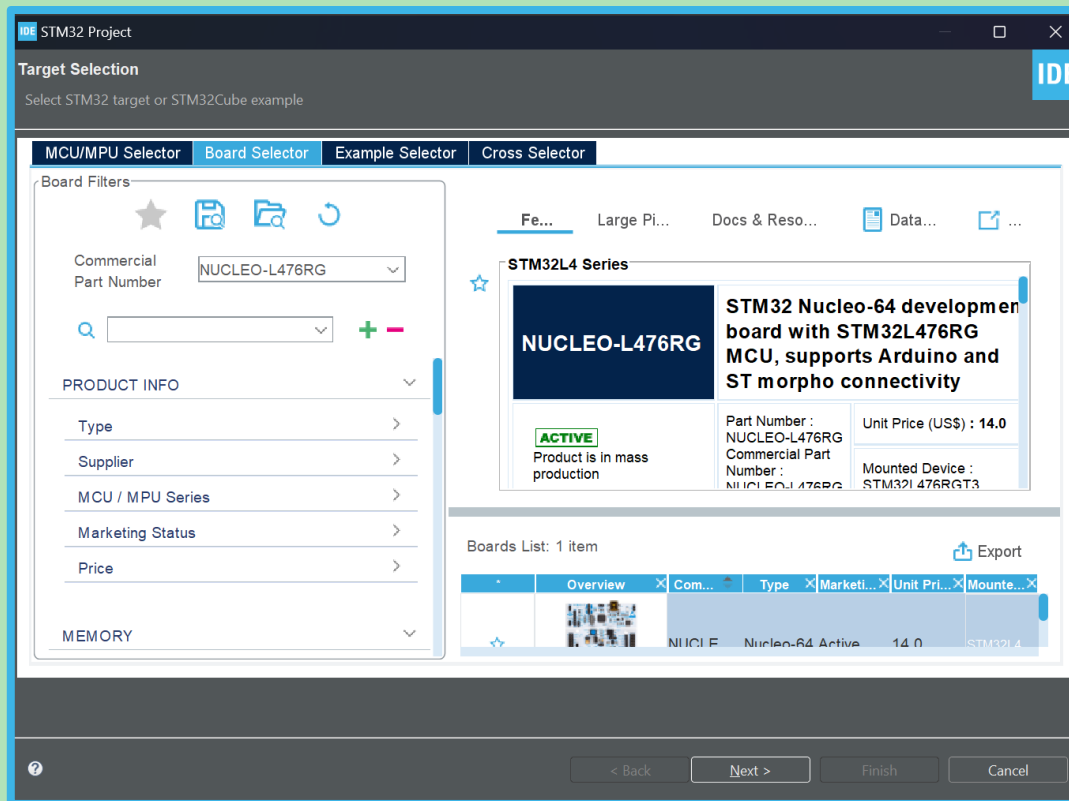 IDE STM32 Project
Target Selection
IDE
Select STM32 target or STM32Cube example
MCU/MPU Selector Board Selector Example Selector Cross Selector
Board Filters
Commercial
Part Number
NUCLEO-L476RG
PRODUCT INFO
Type
Supplier
MCU / MPU Series
Marketing Status
Price
MEMORY
Fe... Large Pi... Docs & Reso... Data... ...
STM32L4 Series
NUCLEO-L476RG
STM32 Nucleo-64 developmen
board with STM32L476RG
MCU, supports Arduino and
ST morpho connectivity
ACTIVE
Product is in mass
production
Part Number :
NUCLEO-L476RG
Commercial Part
Number :
NUCLEO-L476RG
Unit Price (US$) : 14.0
Mounted Device :
STM32L476RGT3
Boards List: 1 item
Export
* Overview Com... Type Marketi... Unit Pri... Mounte...
NUCLE Nucleo-64 Active 14.0 STM32L4
? < Back Next > Finish Cancel